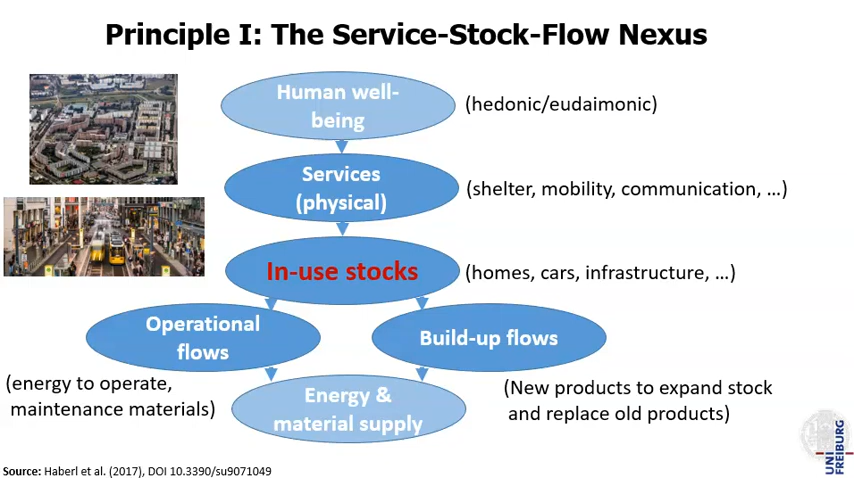 Principle I: The Service-Stock-Flow Nexus
Human well-
being
(hedonic/eudaimonic)
Services
(physical)
(shelter, mobility, communication, ...)
In-use stocks
(homes, cars, infrastructure, ...)
Operational
flows
Build-up flows
(energy to operate,
maintenance materials)
Energy &
material supply
(New products to expand stock
and replace old products)
UNI
FREIBURG
Source: Haberl et al. (2017), DOI 10.3390/su9071049